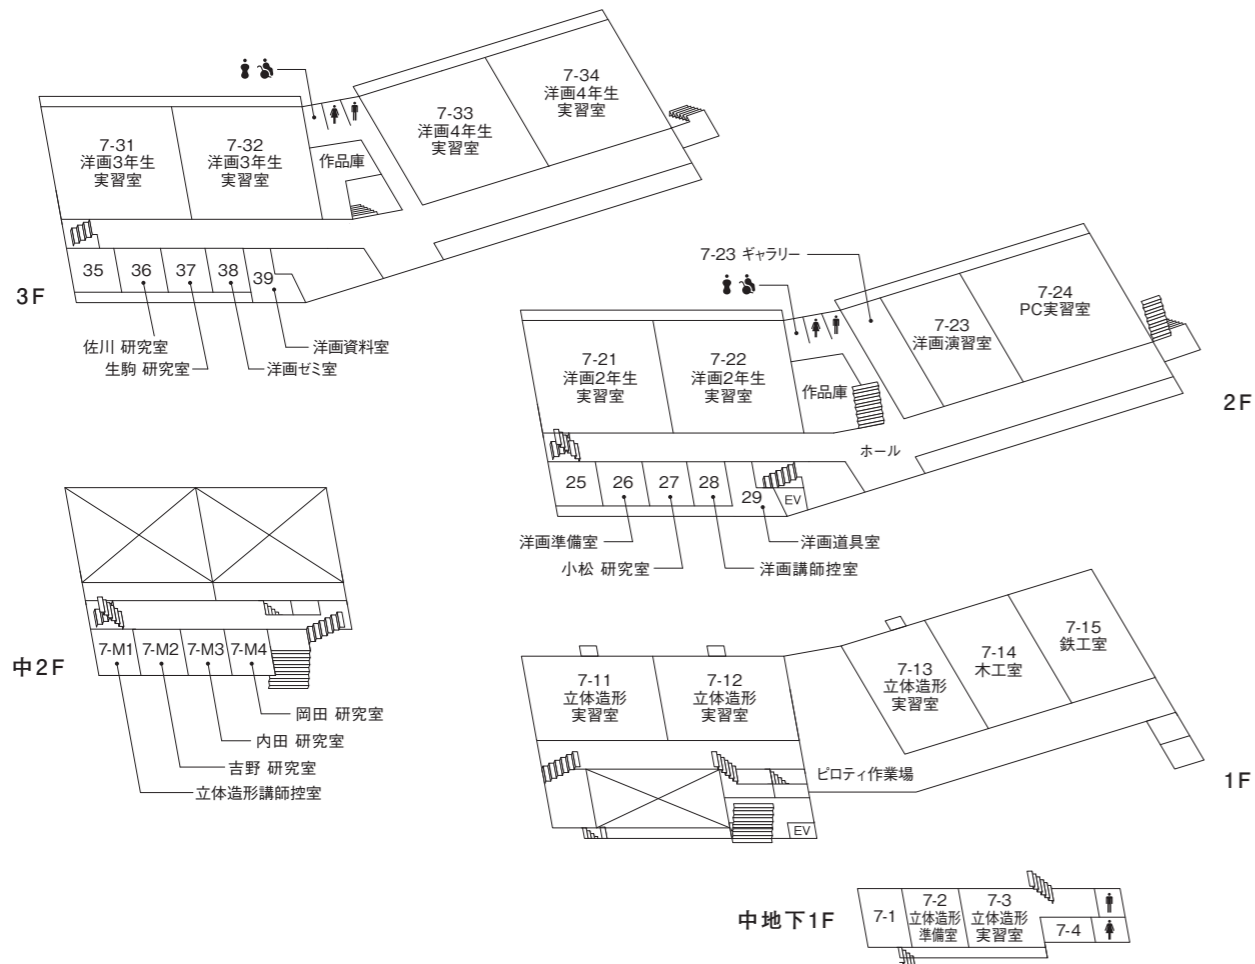 7-31
洋画3年生
実習室
7-32
洋画3年生
実習室
作品庫
7-33
洋画4年生
実習室
7-34
洋画4年生
実習室
35
36
37
38
39
3F
佐川 研究室
生駒 研究室
洋画ゼミ室
洋画資料室
7-23 ギャラリー
7-21
洋画2年生
実習室
7-22
洋画2年生
実習室
作品庫
7-23
洋画演習室
7-24
PC実習室
ホール
25
26
27
28
29
EV
2F
洋画準備室
小松 研究室
洋画講師控室
洋画道具室
中2F
7-M1
7-M2
7-M3
7-M4
岡田 研究室
内田 研究室
吉野 研究室
立体造形講師控室
7-11
立体造形
実習室
7-12
立体造形
実習室
7-13
立体造形
実習室
7-14
木工室
7-15
鉄工室
ピロティ作業場
EV
1F
中地下1F
7-1
7-2
立体造形
準備室
7-3
立体造形
実習室
7-4